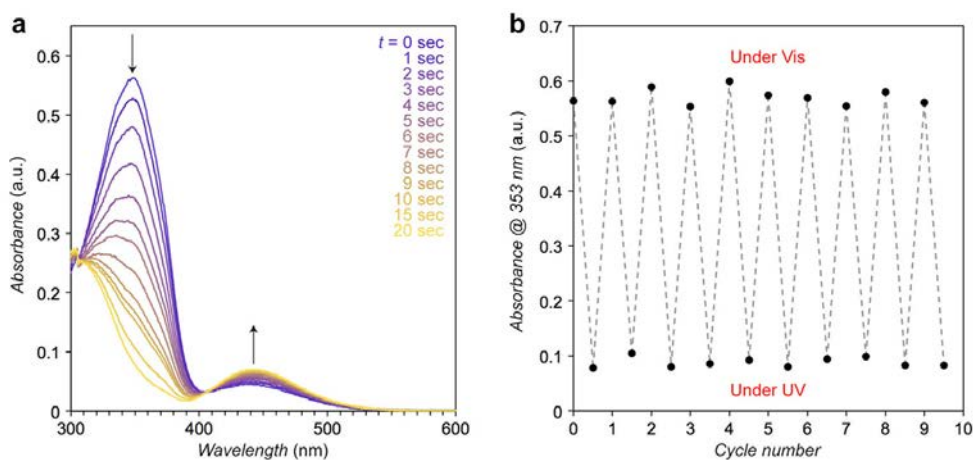 a
Absorbance (a.u.)
0.6
0.5
0.4
0.3
0.2
0.1
0
300
400
500
600
Wavelength (nm)
t = 0 sec
1 sec
2 sec
3 sec
4 sec
5 sec
6 sec
7 sec
8 sec
9 sec
10 sec
15 sec
20 sec
b
Absorbance @ 353 nm (a.u.)
0.7
0.6
0.5
0.7
0.3
0.2
0.1
0
Under Vis
Under UV
0 1 2 3 4 5 6 7 8 9 10
Cycle number